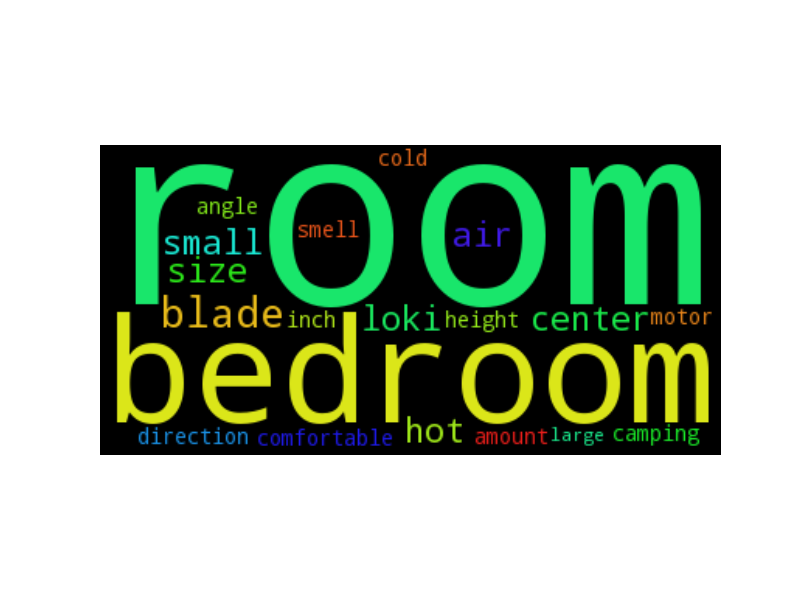 cold
room
angle
smell
air
small
size
blade
inch
loki
height
center
motor
bedroom
direction
comfortable
hot
amount
large
camping